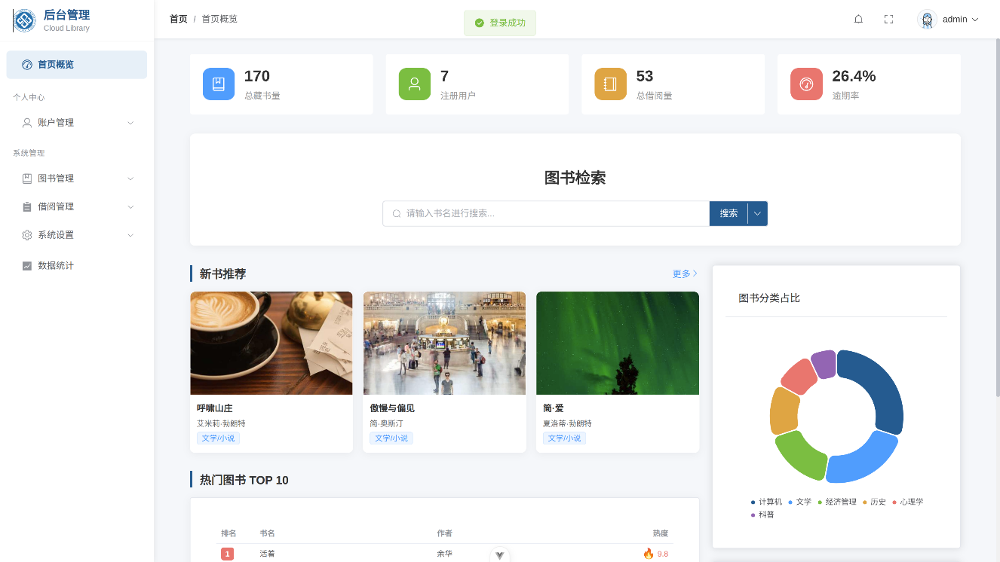 后台管理
Cloud Library
首页 / 首页概览
登录成功
admin
首页概览
个人中心
账户管理
系统管理
图书管理
借阅管理
系统设置
数据统计
170
总藏书量
7
注册用户
53
总借阅量
26.4%
逾期率
图书检索
请输入书名进行搜索...
搜索
新书推荐
更多
呼啸山庄
艾米莉·勃朗特
文学/小说
傲慢与偏见
简·奥斯汀
文学/小说
简·爱
夏洛蒂·勃朗特
文学/小说
图书分类占比
计算机 文学 经济管理 历史 心理学
科普
热门图书 TOP 10
排名 书名 作者 热度
1 活着 余华 9.8